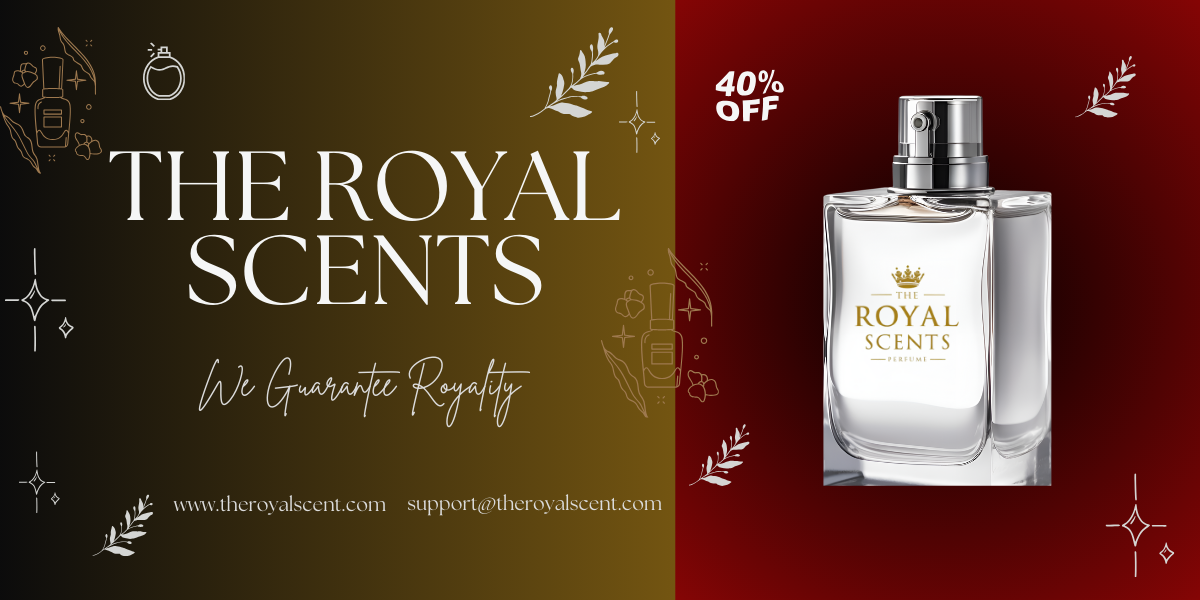 THE ROYAL
SCENTS
We Guarantee Royality
www.theroyalscent.com support@theroyalscent.com
40%
OFF
THE
ROYAL
SCENTS
PERFUME